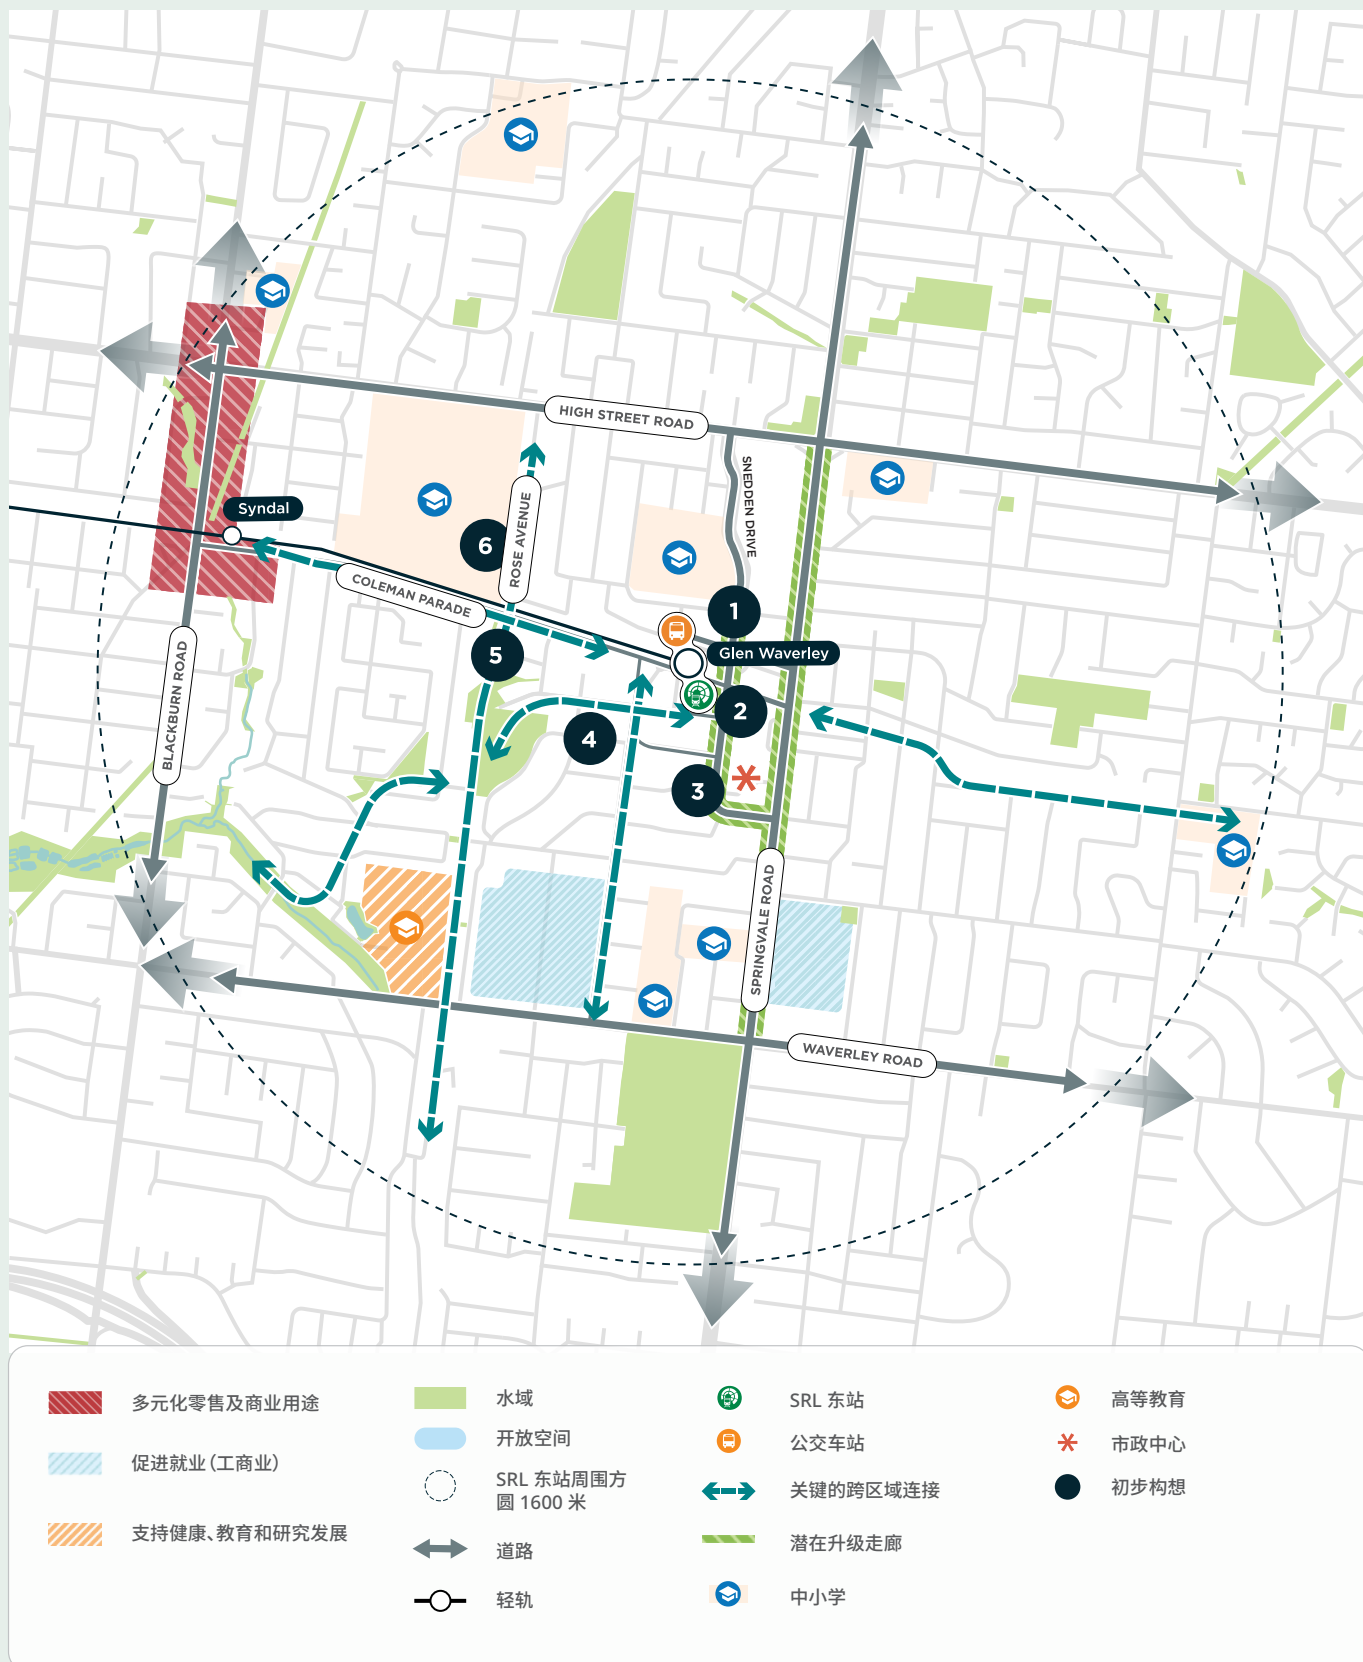 HIGH STREET ROAD
SNEDDEN DRIVE
Syndal
ROSE AVENUE
6
COLEMAN PARADE
1
Glen Waverley
5
BLACKBURN ROAD
2
4
3
SPRINGVALE ROAD
WAVERLEY ROAD
多元化零售及商业用途
促进就业（工商业）
支持健康、教育和研究发展
水域
开放空间
SRL 东站周围方
圆 1600 米
道路
轻轨
SRL 东站
公交车站
关键的跨区域连接
潜在升级走廊
中小学
高等教育
市政中心
初步构想